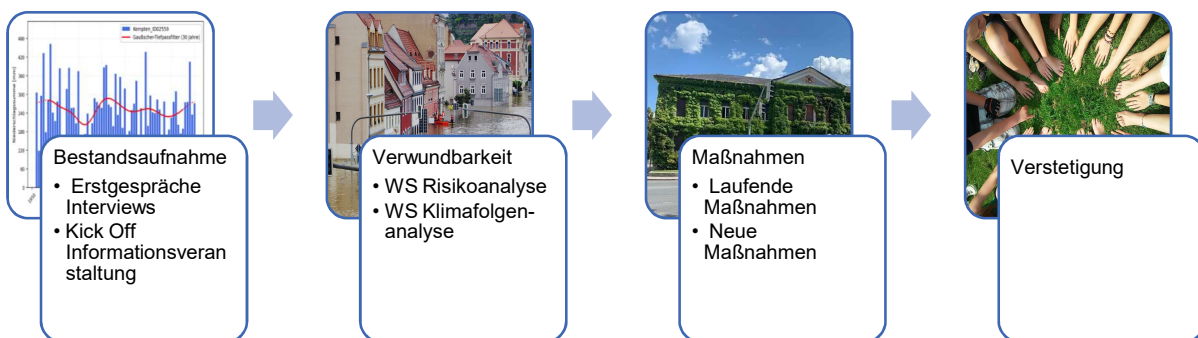 Kempten_ID02559
Gaußscher-Tiefpassfilter (30 Jahre)
Bestandsaufnahme
• Erstgespräche
Interviews
• Kick Off
Informationsveran
staltung
Verwundbarkeit
• WS Risikoanalyse
• WS Klimafolgen-
analyse
Maßnahmen
• Laufende
Maßnahmen
• Neue
Maßnahmen
Verstetigung